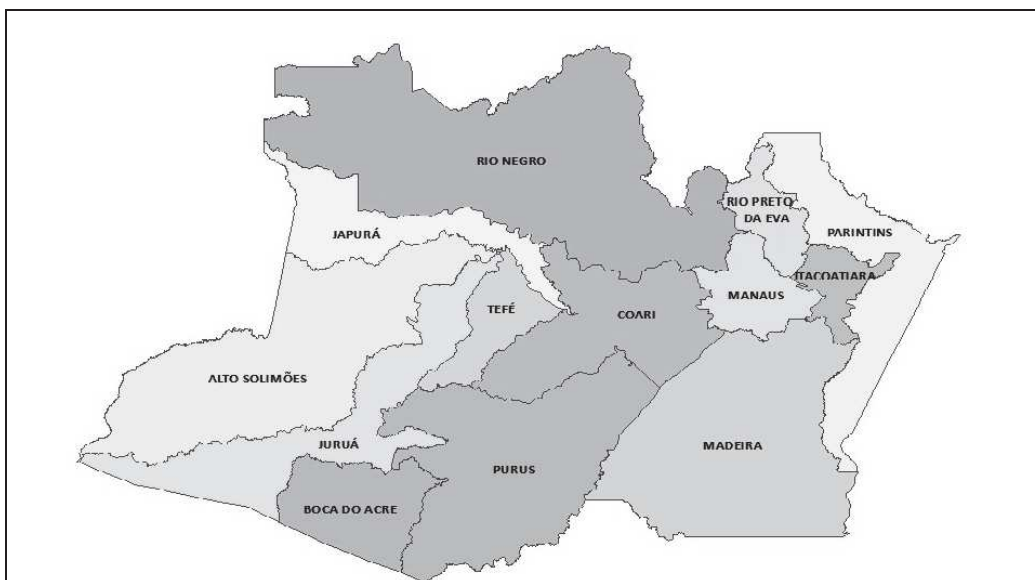 RIO NEGRO
RIO PRETO
DA EVA
JAPURÁ
PARINTINS
ITACOATIARA
MANAUS
TEFÉ
COARI
ALTO SOLIMÕES
JURUÁ
MADEIRA
PURUS
BOCA DO ACRE